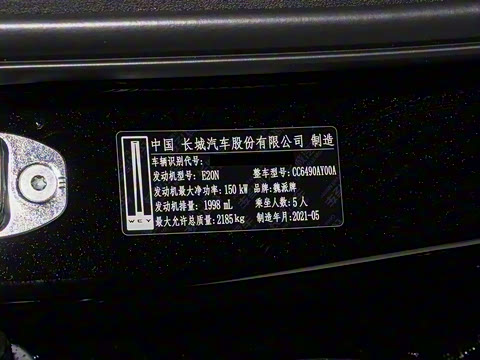 中国 长城汽车股份有限公司 制造
车辆识别代号:
发动机型号: E20N 整车型号: CC6490AY00A
发动机最大净功率: 150 kW 品牌: 魏派牌
发动机排量: 1998 mL 乘坐人数: 5 人
最大允许总质量: 2185 kg 制造年月: 2021-05
WEY